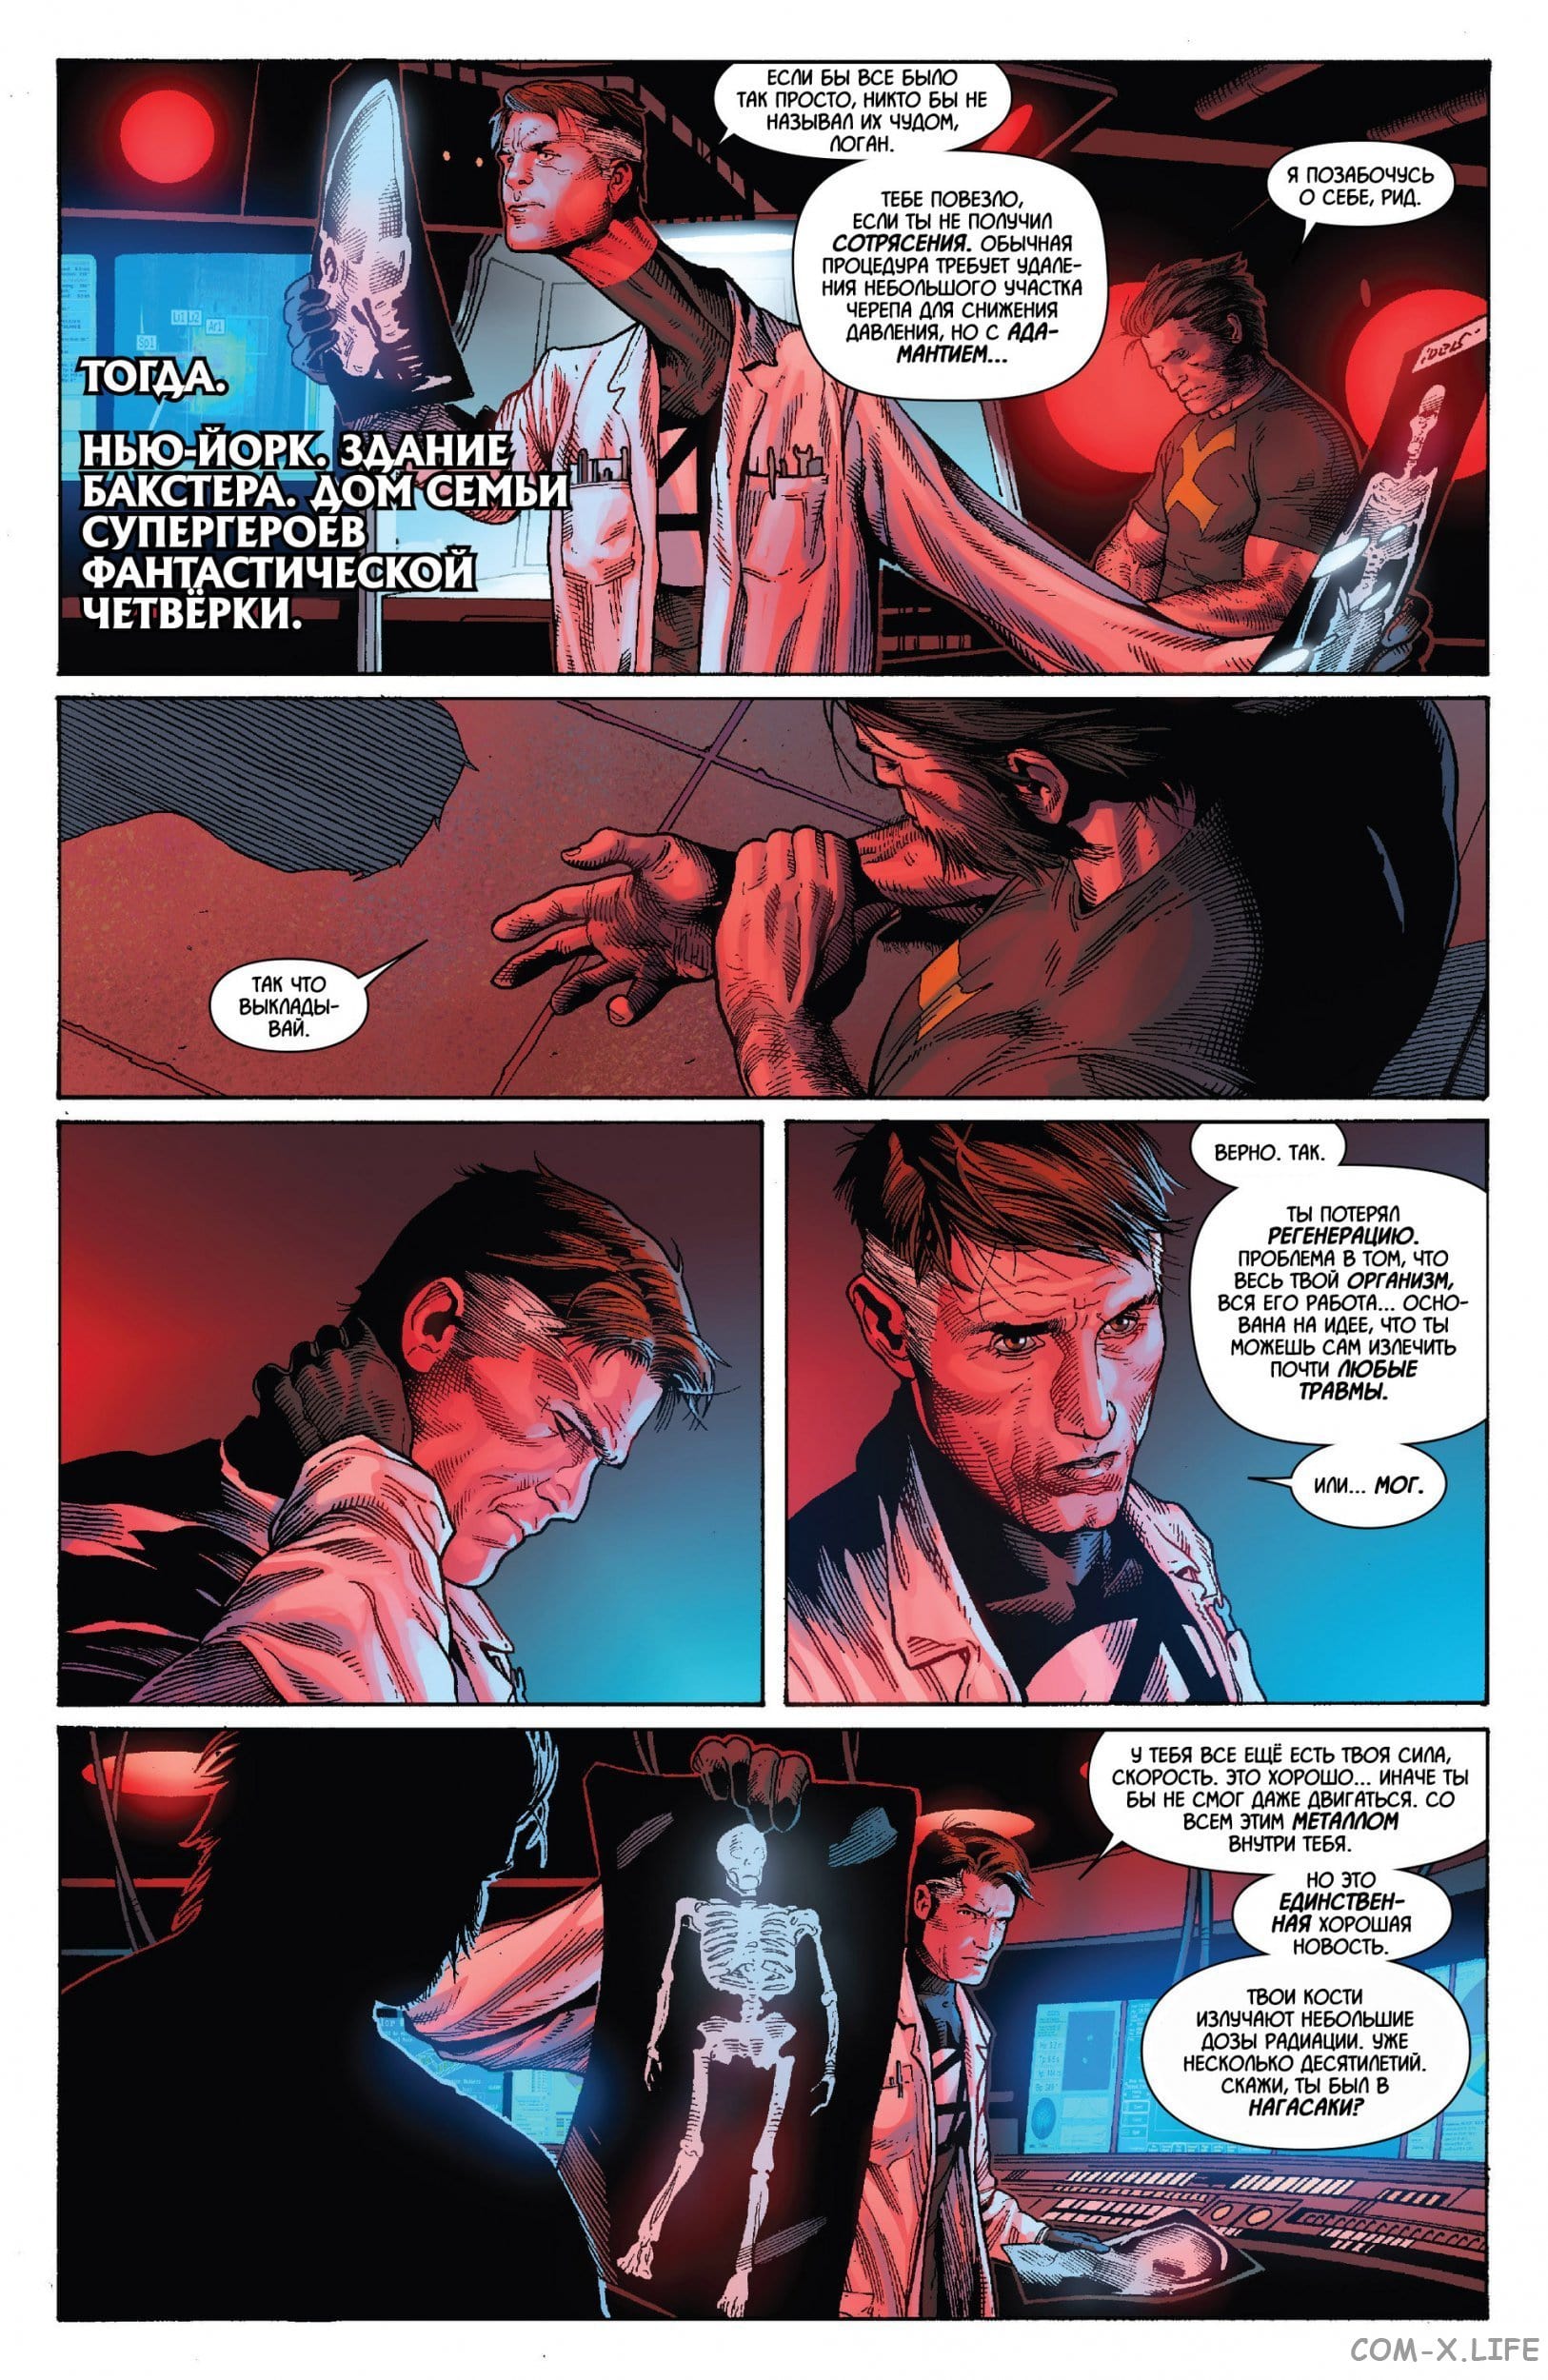 ЕСЛИ БЫ ВСЕ БЫЛО
ТАК ПРОСТО, НИКТО БЫ НЕ
НАЗЫВАЛ ИХ ЧУДОМ,
ЛОГАН.
ТЕБЕ ПОВЕЗЛО,
ЕСЛИ ТЫ НЕ ПОЛУЧИЛ
СОТРЯСЕНИЯ. ОБЫЧНАЯ
ПРОЦЕДУРА ТРЕБУЕТ УДАЛЕ-
НИЯ НЕБОЛЬШОГО УЧАСТКА
ЧЕРЕПА ДЛЯ СНИЖЕНИЯ
ДАВЛЕНИЯ, НО С АДА-
МАНТИЕМ...
Я ПОЗАБОЧУСЬ
О СЕБЕ, РИД.
Li1 Li2
Ar1
Sp1
ТОГДА.
НЬЮ-ЙОРК. ЗДАНИЕ
БАКСТЕРА. ДОМ СЕМЬИ
СУПЕРГЕРОЕВ
ФАНТАСТИЧЕСКОЙ
ЧЕТВЁРКИ.
ТАК ЧТО
ВЫКЛАДЫ-
ВАЙ.
ВЕРНО. ТАК.
ТЫ ПОТЕРЯЛ
РЕГЕНЕРАЦИЮ.
ПРОБЛЕМА В ТОМ, ЧТО
ВЕСЬ ТВОЙ ОРГАНИЗМ,
ВСЯ ЕГО РАБОТА... ОСНО-
ВАНА НА ИДЕЕ, ЧТО ТЫ
МОЖЕШЬ САМ ИЗЛЕЧИТЬ
ПОЧТИ ЛЮБЫЕ
ТРАВМЫ.
ИЛИ... МОГ.
У ТЕБЯ ВСЕ ЕЩЁ ЕСТЬ ТВОЯ СИЛА,
СКОРОСТЬ. ЭТО ХОРОШО... ИНАЧЕ ТЫ
БЫ НЕ СМОГ ДАЖЕ ДВИГАТЬСЯ. СО
ВСЕМ ЭТИМ МЕТАЛЛОМ
ВНУТРИ ТЕБЯ.
НО ЭТО
ЕДИНСТВЕН-
НАЯ ХОРОШАЯ
НОВОСТЬ.
ТВОИ КОСТИ
ИЗЛУЧАЮТ НЕБОЛЬШИЕ
ДОЗЫ РАДИАЦИИ. УЖЕ
НЕСКОЛЬКО ДЕСЯТИЛЕТИЙ.
СКАЖИ, ТЫ БЫЛ В
НАГАСАКИ?
COM-X.LIFE